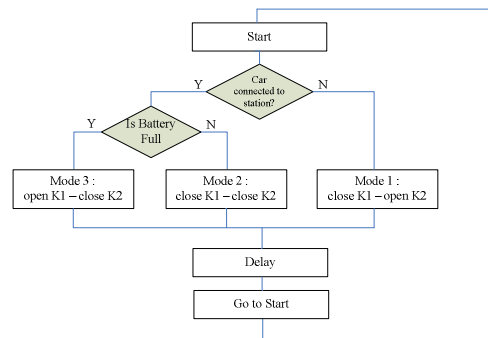 Start
Car
connected to
station?
Y
N
Is Battery
Full
Y
N
Mode 3 :
open K1 – close K2
Mode 2 :
close K1 – close K2
Mode 1 :
close K1 – open K2
Delay
Go to Start